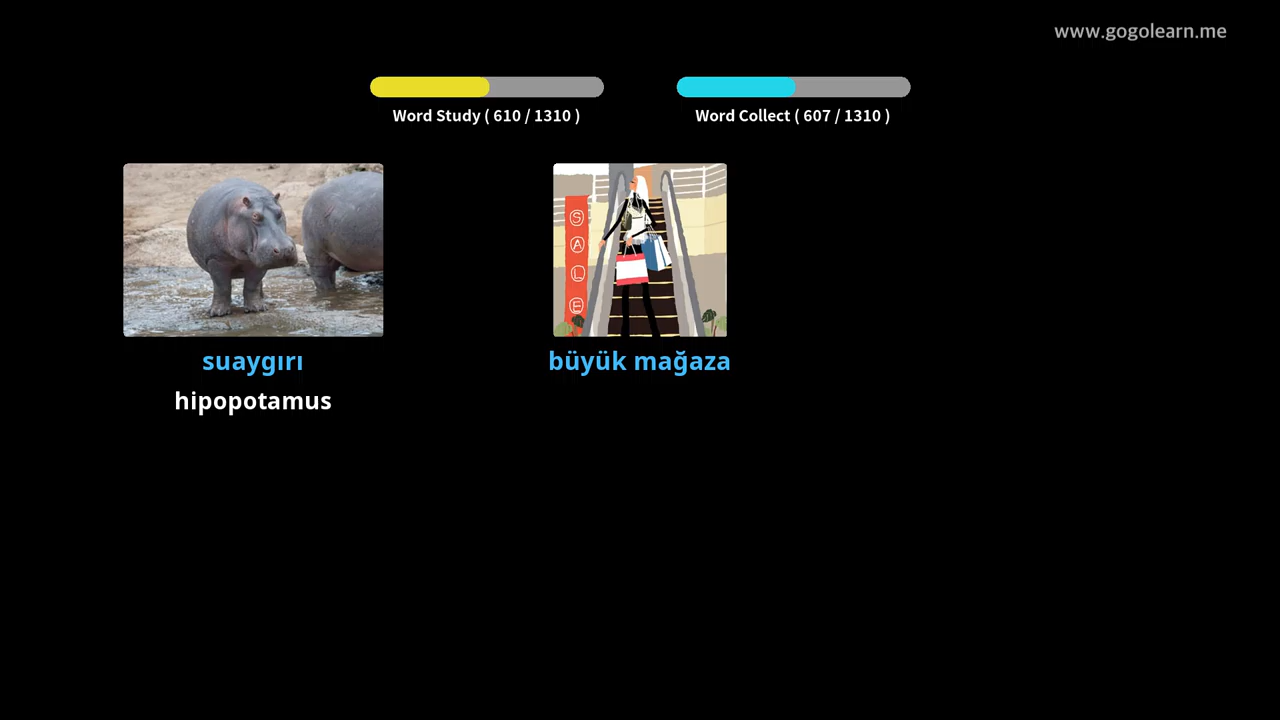 www.gogolearn.me
Word Study ( 610 / 1310 )
Word Collect ( 607 / 1310 )
S
A
L
E
suaygırı
büyük mağaza
hipopotamus